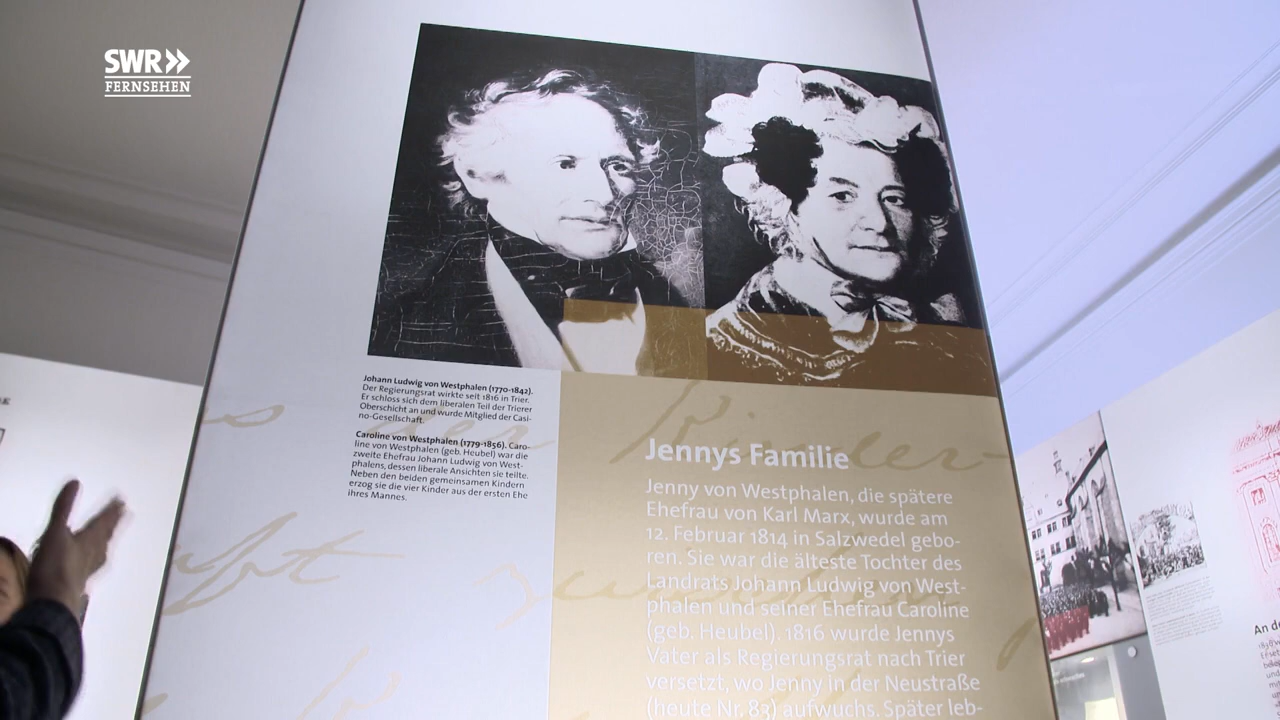 SWR
FERNSEHEN
Johann Ludwig von Westphalen (1770-1842).
Der Regierungsrat wirkte seit 1816 in Trier.
Er schloss sich dem liberalen Teil der Trierer
Oberschicht an und wurde Mitglied der Casi-
no-Gesellschaft.
Caroline von Westphalen (1779-1856). Caro-
line von Westphalen (geb. Heubel) war die
zweite Ehefrau Johann Ludwig von West-
phalens, dessen liberale Ansichten sie teilte.
Neben den beiden gemeinsamen Kindern
erzog sie die vier Kinder aus der ersten Ehe
ihres Mannes.
Jennys Familie
Jenny von Westphalen, die spätere
Ehefrau von Karl Marx, wurde am
12. Februar 1814 in Salzwedel gebo-
ren. Sie war die älteste Tochter des
Landrats Johann Ludwig von West-
phalen und seiner Ehefrau Caroline
(geb. Heubel). 1816 wurde Jennys
Vater als Regierungsrat nach Trier
versetzt, wo Jenny in der Neustraße
(heute Nr. 83) aufwuchs. Später leb-
der Kinder-